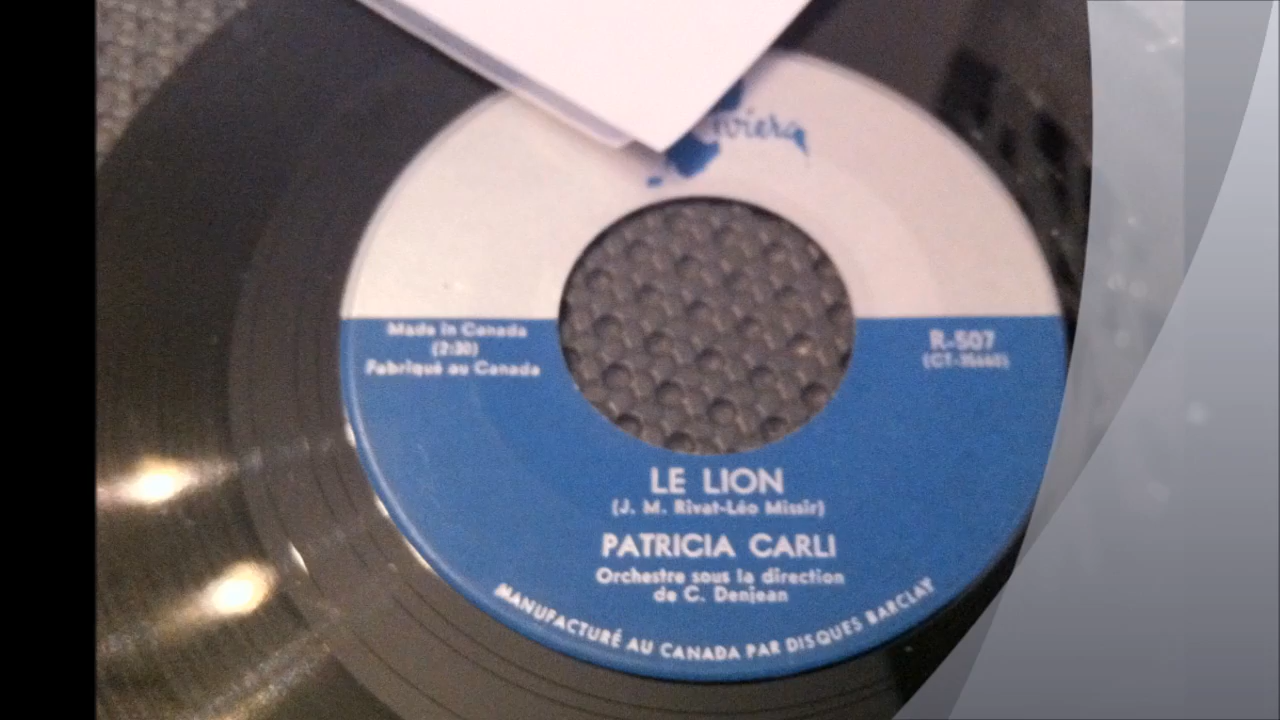 Made in Canada
(2:30)
Fabriqué au Canada
R-507
LE LION
(J. M. Rivat-Léo Missir)
PATRICIA CARLI
Orchestre sous la direction
de C. Denjean
MANUFACTURÉ AU CANADA PAR DISQUES BARCLAY